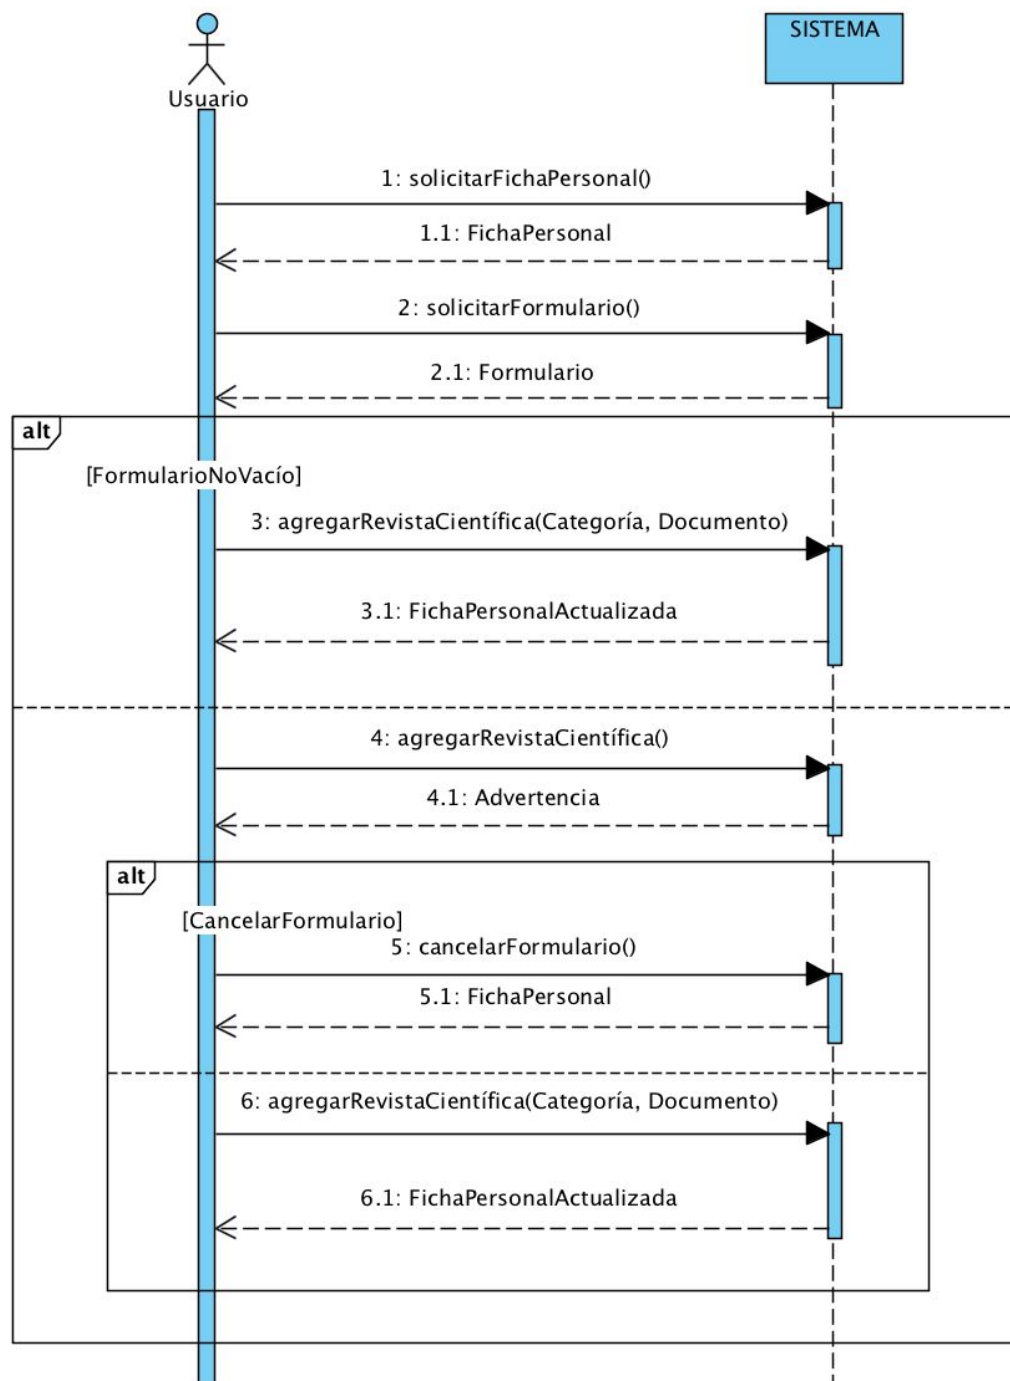 SISTEMA
Usuario
1: solicitarFichaPersonal()
1.1: FichaPersonal
2: solicitarFormulario()
2.1: Formulario
alt
[FormularioNoVacío]
3: agregarRevistaCientífica(Categoría, Documento)
3.1: FichaPersonalActualizada
4: agregarRevistaCientífica()
4.1: Advertencia
alt
[CancelarFormulario]
5: cancelarFormulario()
5.1: FichaPersonal
6: agregarRevistaCientífica(Categoría, Documento)
6.1: FichaPersonalActualizada